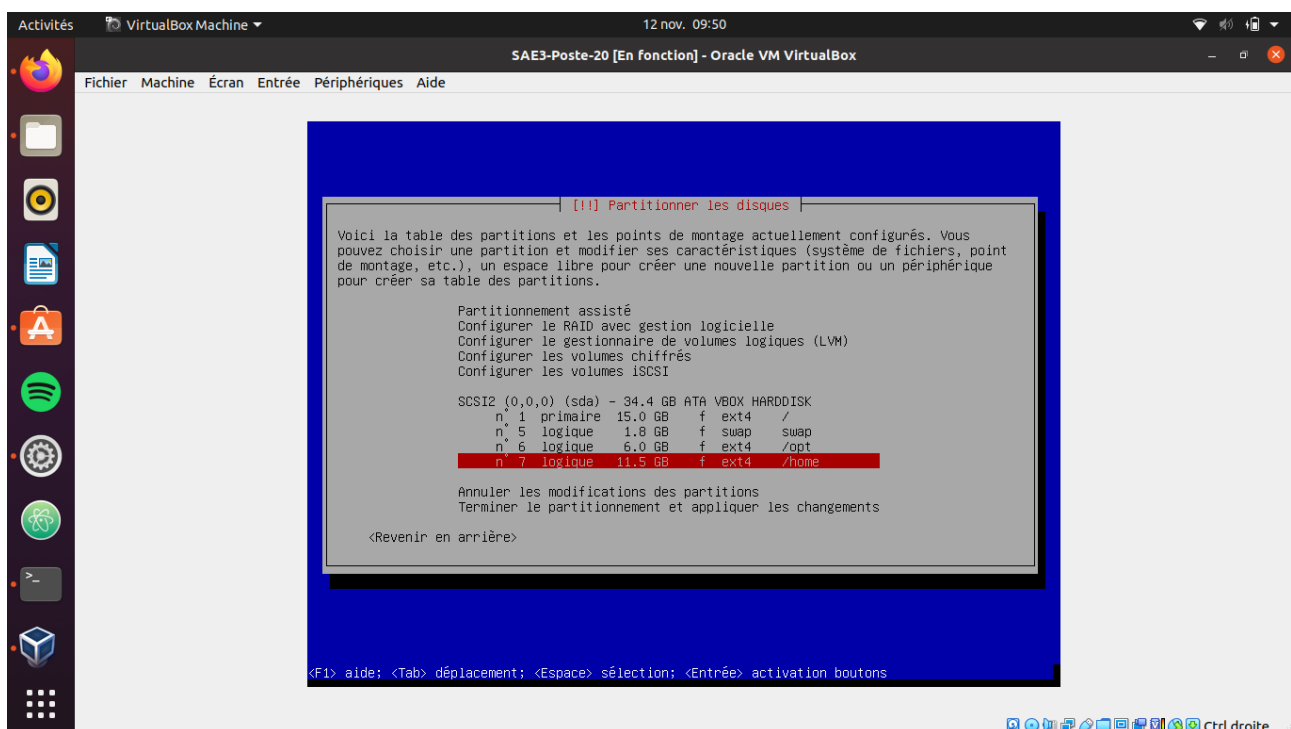 Activités VirtualBox Machine 12 nov. 09:50
SAE3-Poste-20 [En fonction] - Oracle VM VirtualBox
Fichier Machine Écran Entrée Périphériques Aide
[!!] Partitionner les disques
Voici la table des partitions et les points de montage actuellement configurés. Vous
pouvez choisir une partition et modifier ses caractéristiques (système de fichiers, point
de montage, etc.), un espace libre pour créer une nouvelle partition ou un périphérique
pour créer sa table des partitions.
Partitionnement assisté
Configurer le RAID avec gestion logicielle
Configurer le gestionnaire de volumes logiques (LVM)
Configurer les volumes chiffrés
Configurer les volumes iSCSI
SCSI2 (0,0,0) (sda) - 34.4 GB ATA VBOX HARDDISK
n° 1 primaire 15.0 GB f ext4 /
n° 5 logique 1.8 GB f swap swap
n° 6 logique 6.0 GB f ext4 /opt
n° 7 logique 11.5 GB f ext4 /home
Annuler les modifications des partitions
Terminer le partitionnement et appliquer les changements
<Revenir en arrière>
<F1> aide; <Tab> déplacement; <Espace> sélection; <Entrée> activation boutons
Ctrl droite